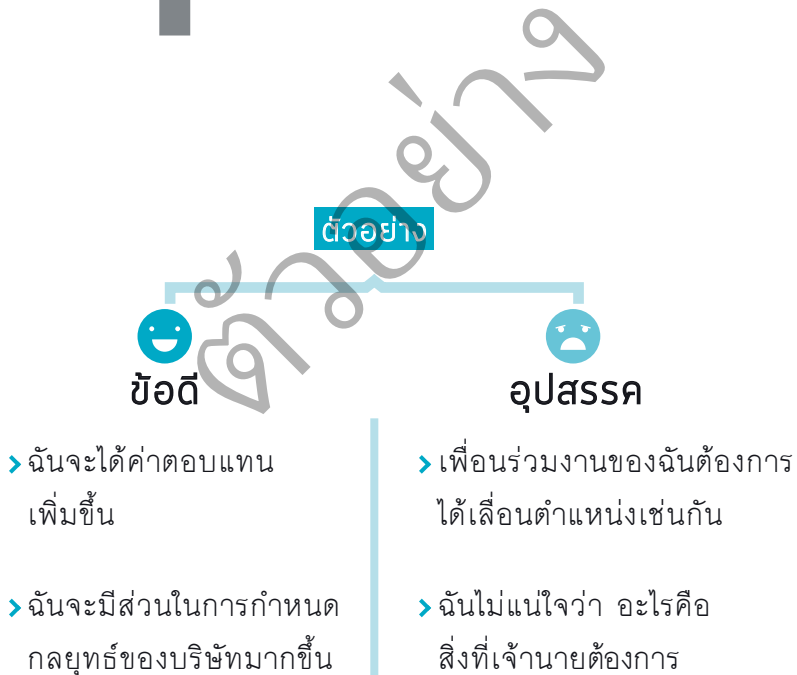 ตัวอย่าง
ตัวอย่าง
ข้อดี
ฉันจะได้ค่าตอบแทน
เพิ่มขึ้น
ฉันจะมีส่วนในการกำหนด
กลยุทธ์ของบริษัทมากขึ้น
อุปสรรค
เพื่อนร่วมงานของฉันต้องการ
ได้เลื่อนตำแหน่งเช่นกัน
ฉันไม่แน่ใจว่า อะไรคือ
สิ่งที่เจ้านายต้องการ